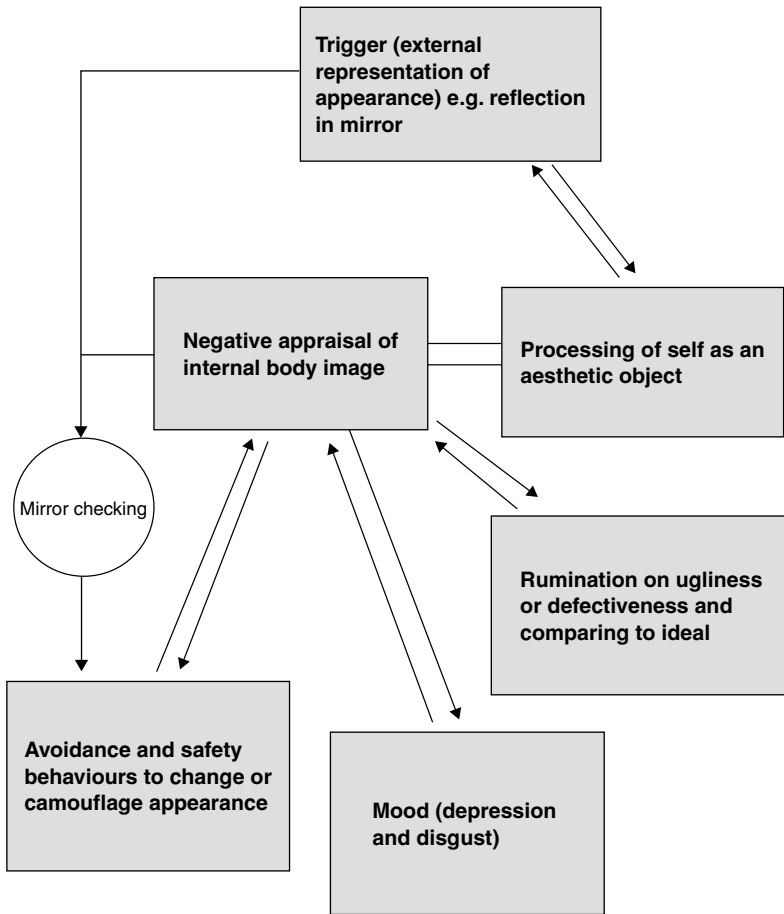 Trigger (external
representation of
appearance) e.g. reflection
in mirror
Negative appraisal of
internal body image
Processing of self as an
aesthetic object
Mirror checking
Rumination on ugliness
or defectiveness and
comparing to ideal
Avoidance and safety
behaviours to change or
camouflage appearance
Mood (depression
and disgust)